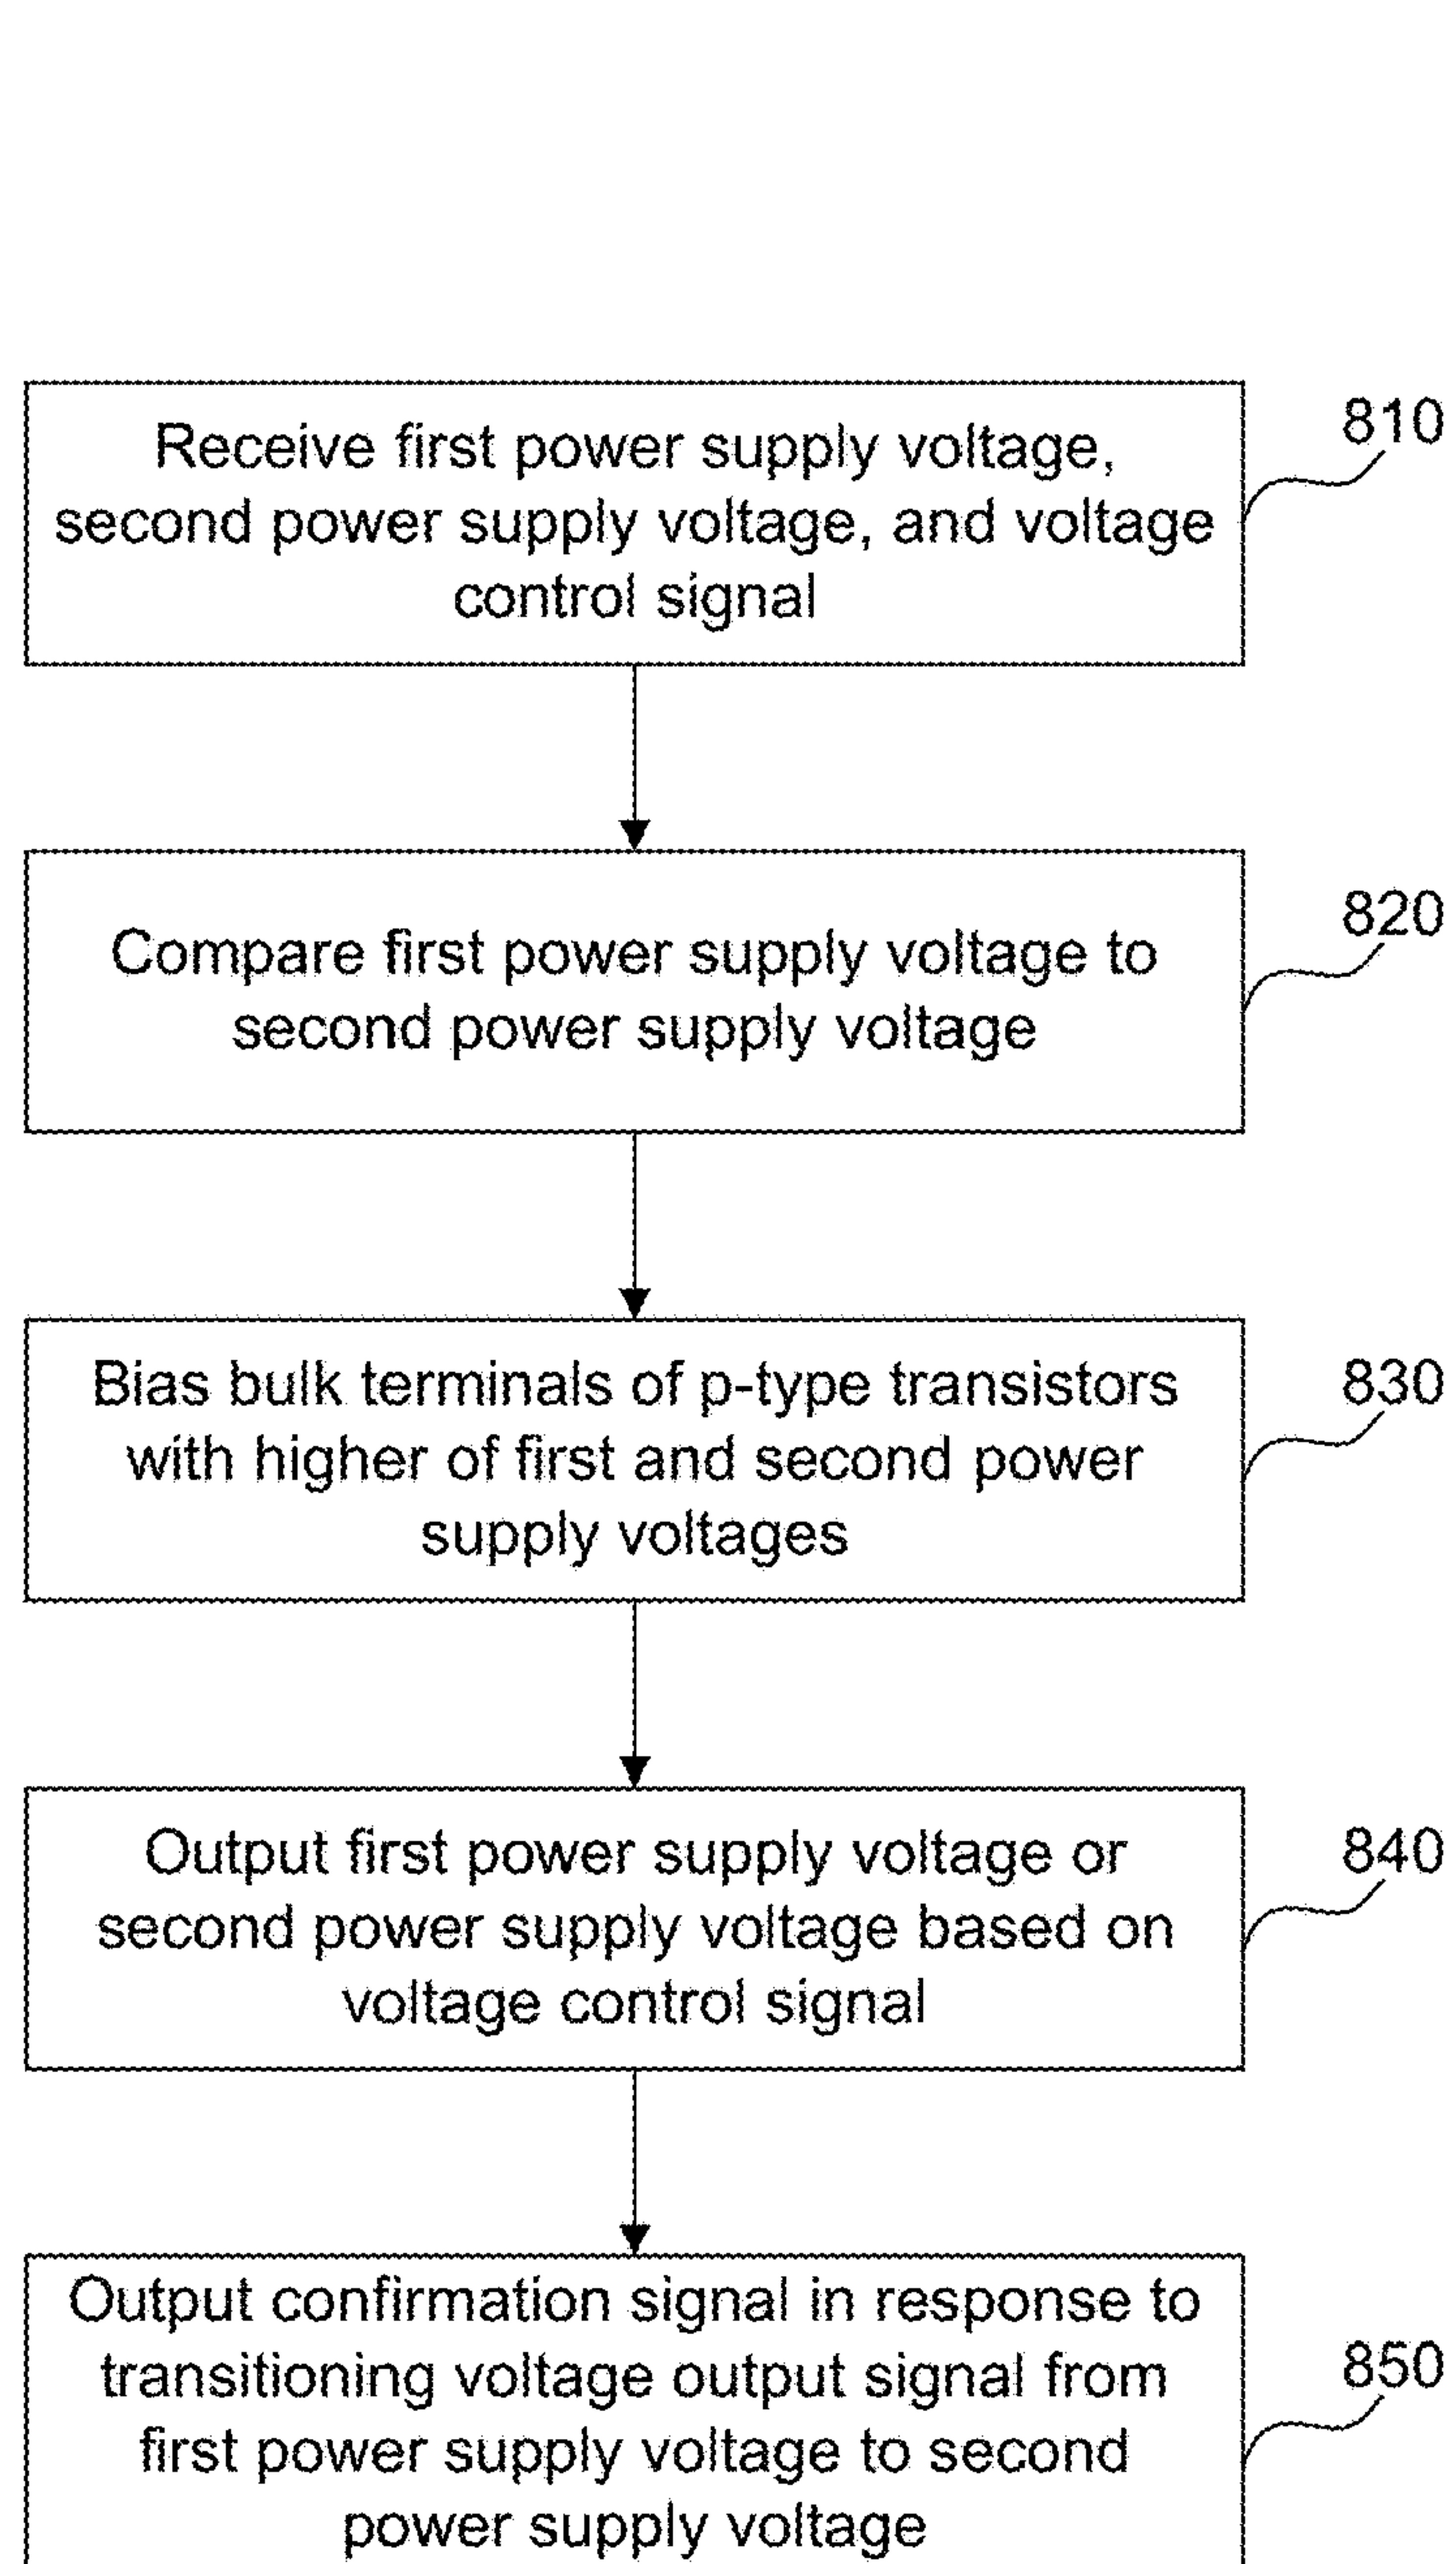 Receive first power supply voltage,
second power supply voltage, and voltage
control signal
810
Compare first power supply voltage to
second power supply voltage
820
Bias bulk terminals of p-type transistors
with higher of first and second power
supply voltages
830
Output first power supply voltage or
second power supply voltage based on
voltage control signal
840
Output confirmation signal in response to
transitioning voltage output signal from
first power supply voltage to second
power supply voltage
850